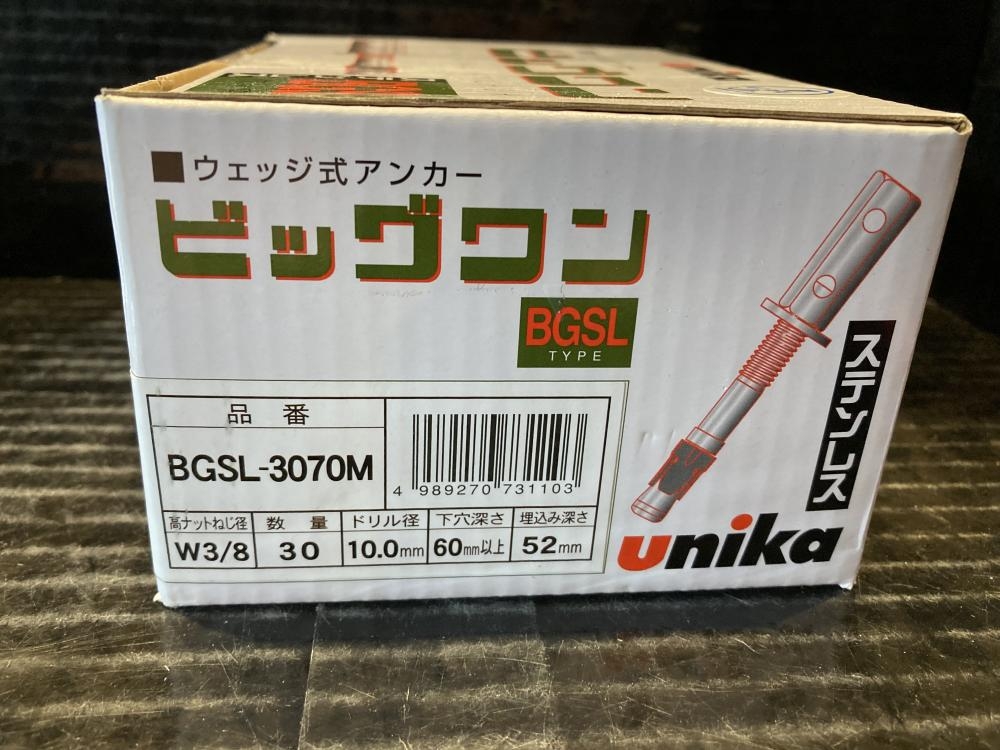 ■ウェッジ式アンカー
ビッグワン
BGSL
TYPE
ステンレス
品番
BGSL-3070M
4 989270 731103
高ナットねじ径 数量 ドリル径 下穴深さ 埋込み深さ
W3/8 30 10.0mm 60mm以上 52mm
unika